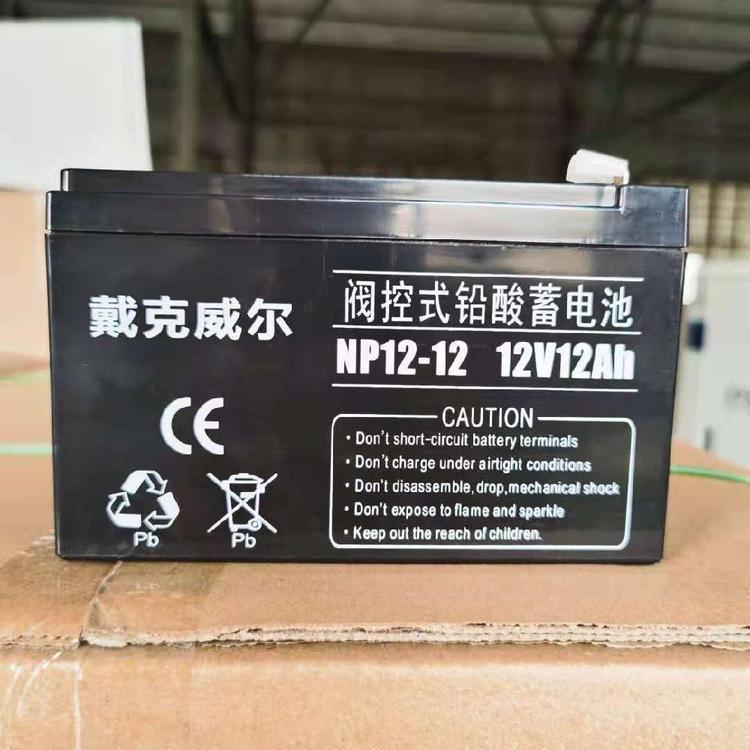 戴克威尔
阀控式铅酸蓄电池
NP12-12 12V12Ah
CE
Pb
Pb
CAUTION
· Don't short-circuit battery terminals
· Don't charge under airtight conditions
· Don't disassemble, drop, mechanical shock
· Don't expose to flame and sparkle
· Keep out the reach of children.